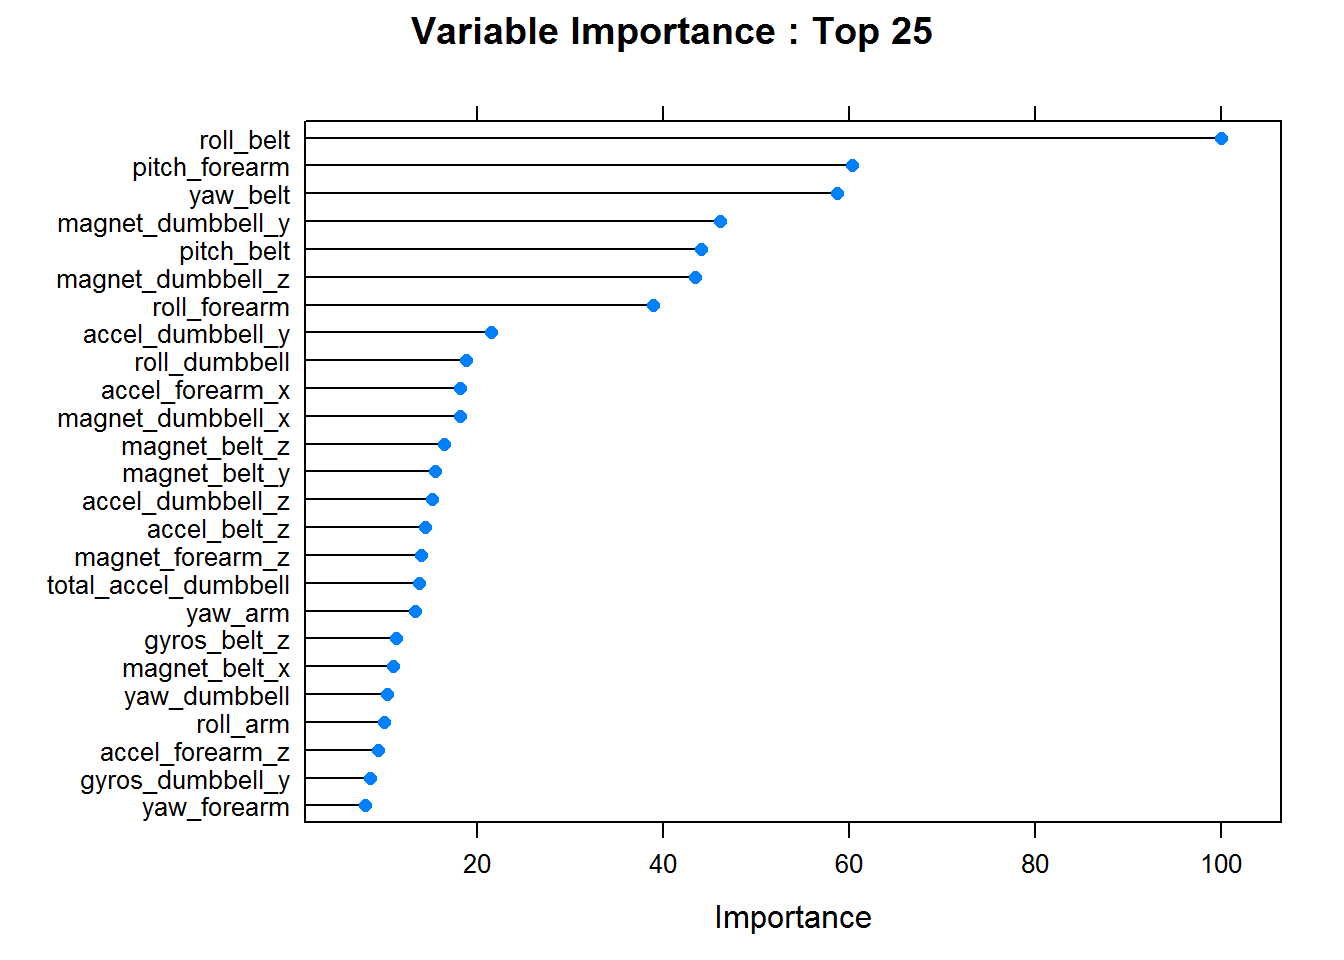 Variable Importance : Top 25
roll_belt
pitch_forearm
yaw_belt
magnet_dumbbell_y
pitch_belt
magnet_dumbbell_z
roll_forearm
accel_dumbbell_y
roll_dumbbell
accel_forearm_x
magnet_dumbbell_x
magnet_belt_z
magnet_belt_y
accel_dumbbell_z
accel_belt_z
magnet_forearm_z
total_accel_dumbbell
yaw_arm
gyros_belt_z
magnet_belt_x
yaw_dumbbell
roll_arm
accel_forearm_z
gyros_dumbbell_y
yaw_forearm
20 40 60 80 100
Importance